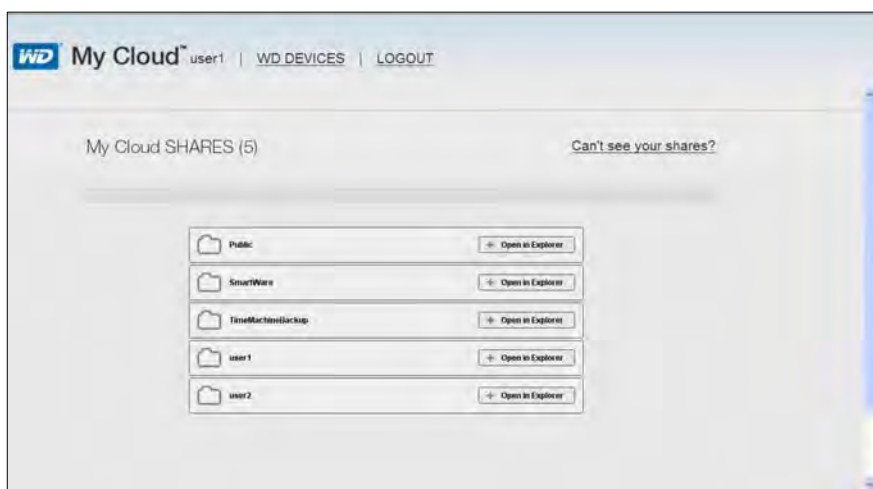 WD My Cloud™ user1 | WD DEVICES | LOGOUT
My Cloud SHARES (5) Can't see your shares?
Public + Open in Explorer
SmartWare + Open in Explorer
TimeMachineBackup + Open in Explorer
user1 + Open in Explorer
user2 + Open in Explorer